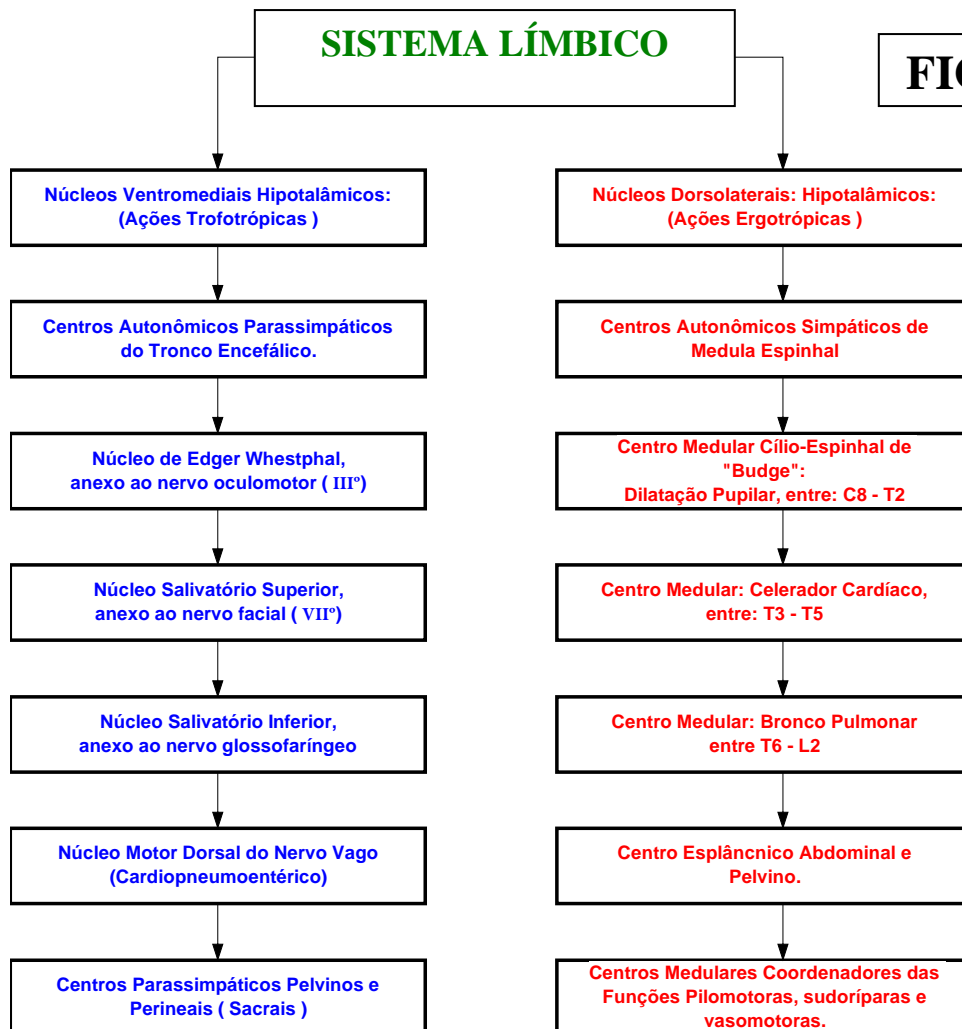 SISTEMA LÍMBICO
Núcleos Ventromediais Hipotalâmicos:
(Ações Trofotrópicas )
Centros Autonômicos Parassimpáticos
do Tronco Encefálico.
Núcleo de Edger Whestphal,
anexo ao nervo oculomotor ( IIIº)
Núcleo Salivatório Superior,
anexo ao nervo facial ( VIIº)
Núcleo Salivatório Inferior,
anexo ao nervo glossofaríngeo
Núcleo Motor Dorsal do Nervo Vago
(Cardiopneumoentérico)
Centros Parassimpáticos Pelvinos e
Perineais ( Sacrais )
Núcleos Dorsolaterais: Hipotalâmicos:
(Ações Ergotrópicas )
Centros Autonômicos Simpáticos de
Medula Espinhal
Centro Medular Cílio-Espinhal de
"Budge":
Dilatação Pupilar, entre: C8 - T2
Centro Medular: Celerador Cardíaco,
entre: T3 - T5
Centro Medular: Bronco Pulmonar
entre T6 - L2
Centro Esplâncnico Abdominal e
Pelvino.
Centros Medulares Coordenadores das
Funções Pilomotoras, sudoríparas e
vasomotoras.